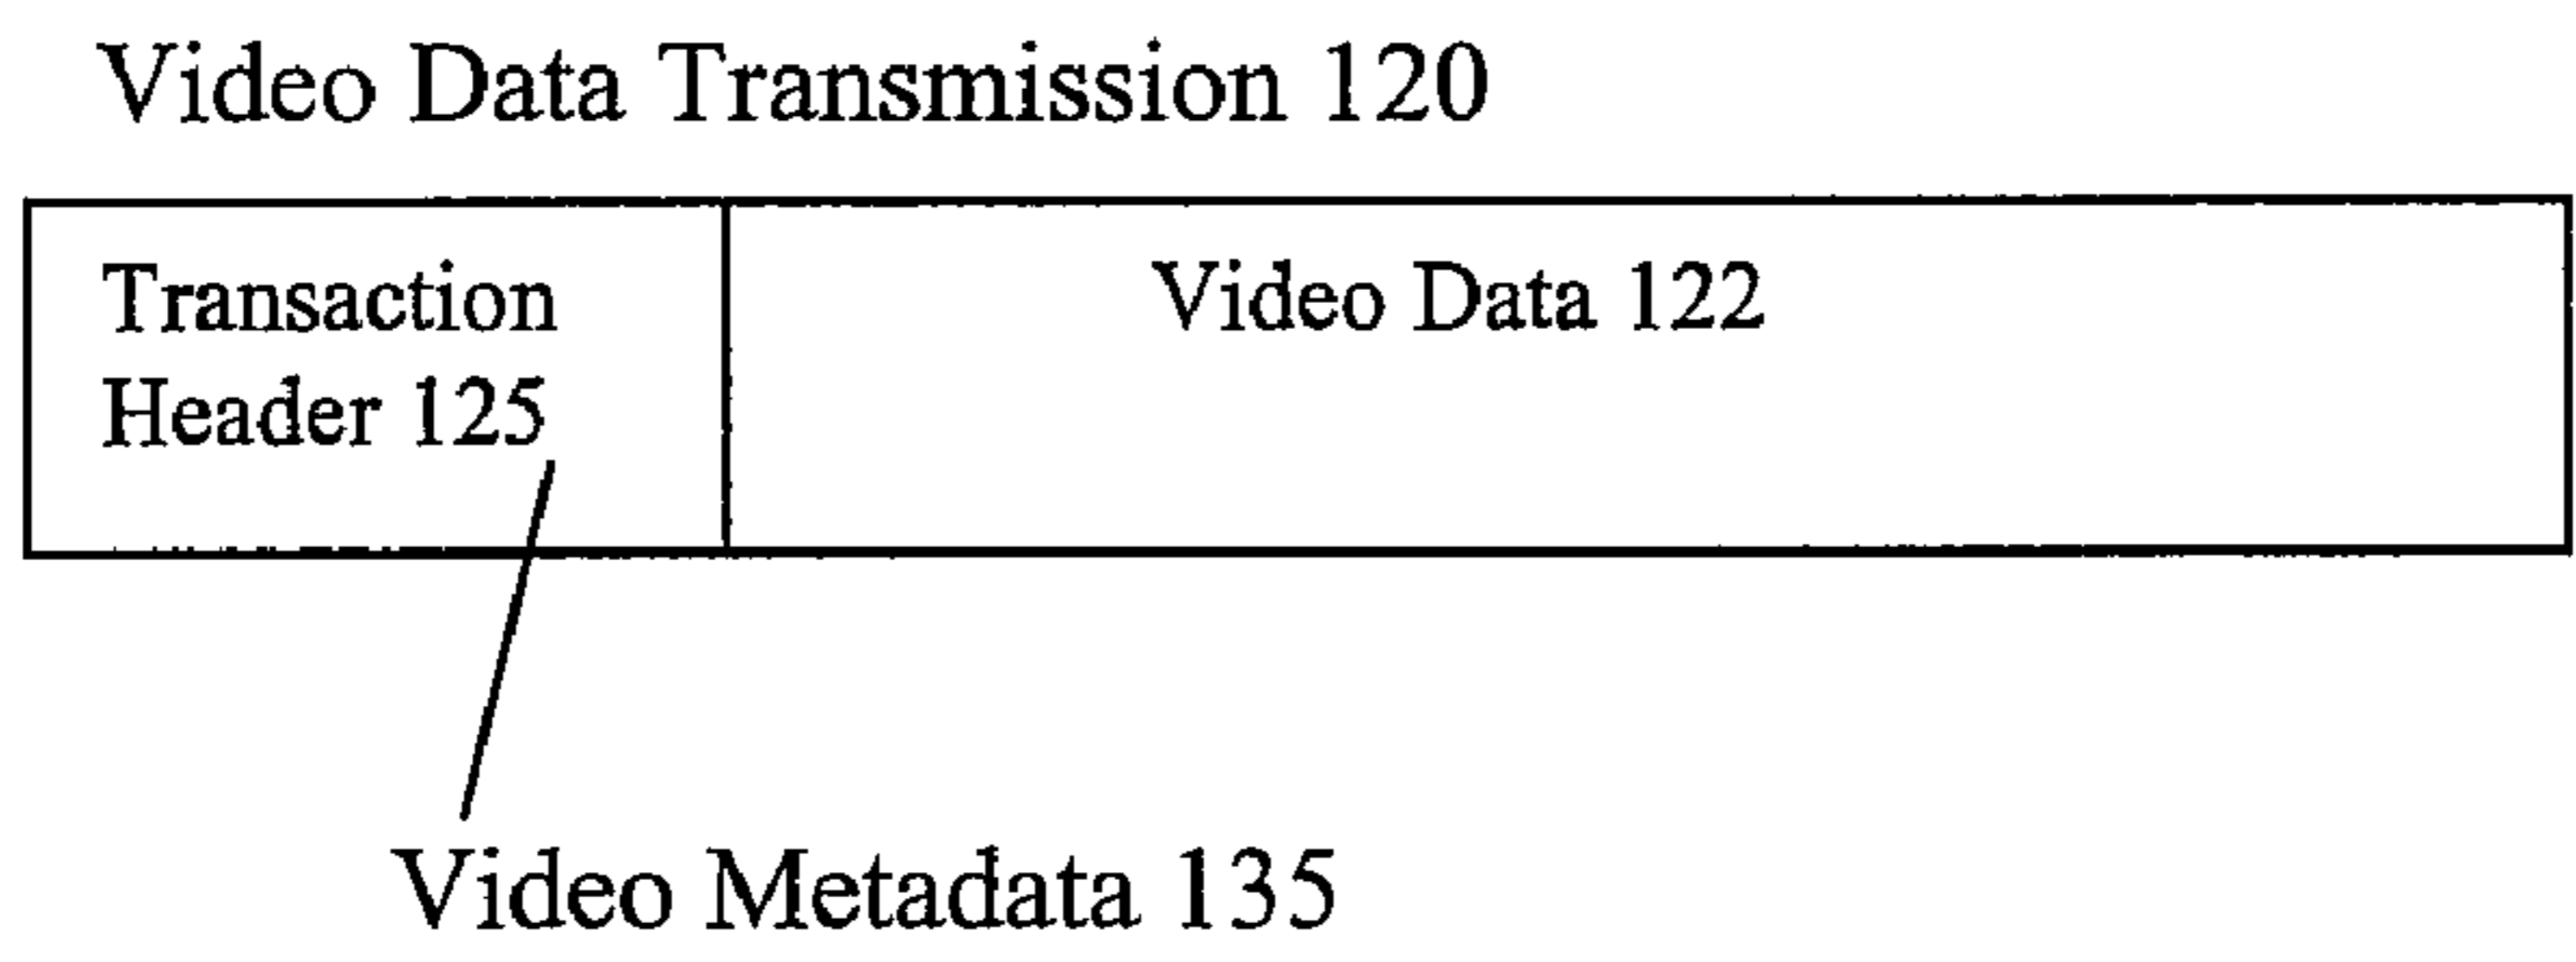 Video Data Transmission 120
Transaction
Header 125
Video Data 122
Video Metadata 135